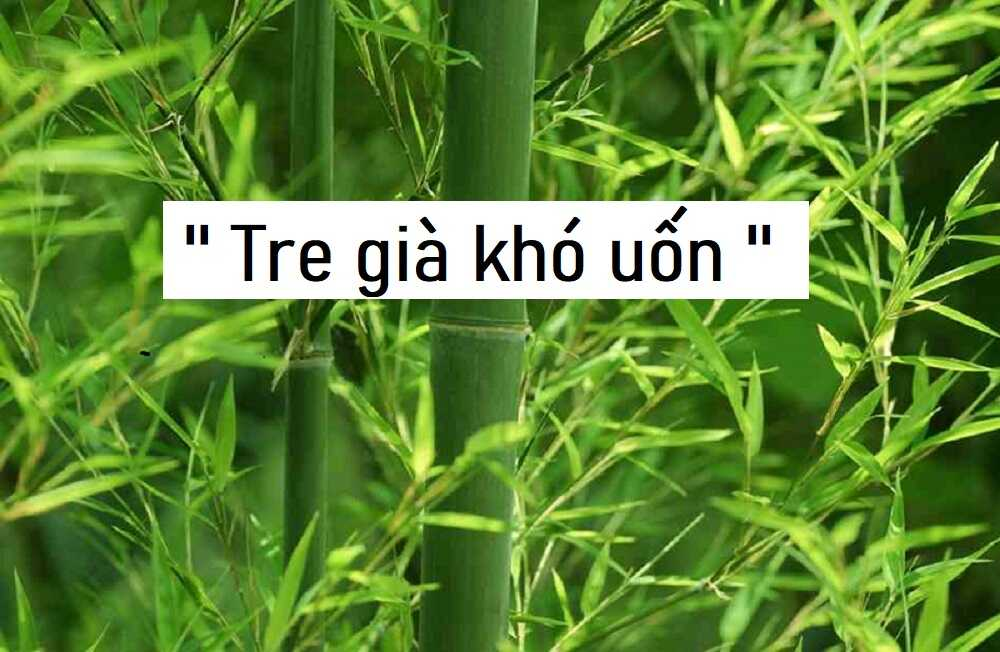 " Tre già khó uốn "